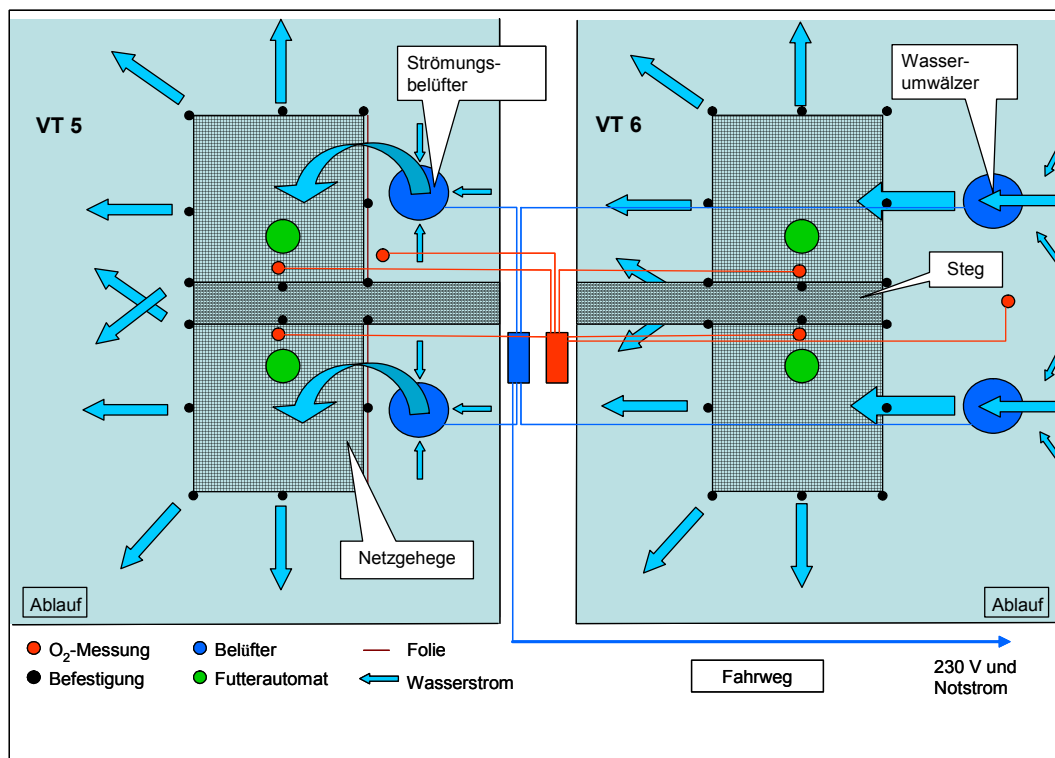 VT 5
Strömungs-
belüfter
VT 6
Wasser-
umwälzer
Steg
Netzgehege
Ablauf
Ablauf
O2-Messung
Belüfter
Folie
Befestigung
Futterautomat
Wasserstrom
Fahrweg
230 V und
Notstrom